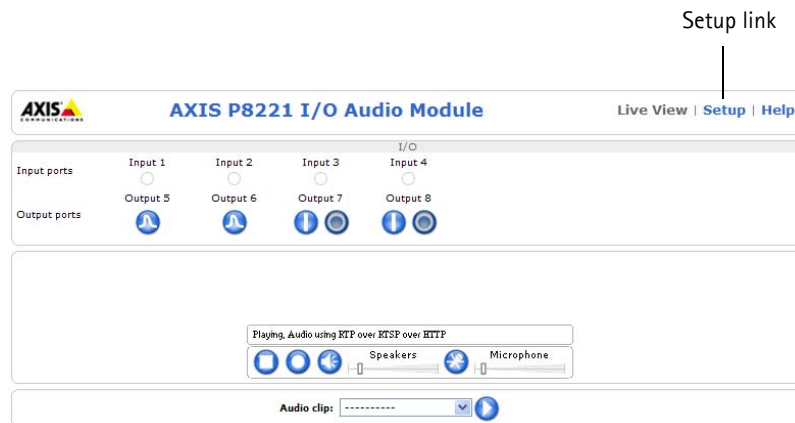 Setup link
AXIS COMMUNICATIONS
AXIS P8221 I/O Audio Module
Live View | Setup | Help
I/O
Input ports
Input 1 Input 2 Input 3 Input 4
Output ports
Output 5 Output 6 Output 7 Output 8
Playing, Audio using RTP over RTSP over HTTP
Speakers Microphone
Audio clip: ----------